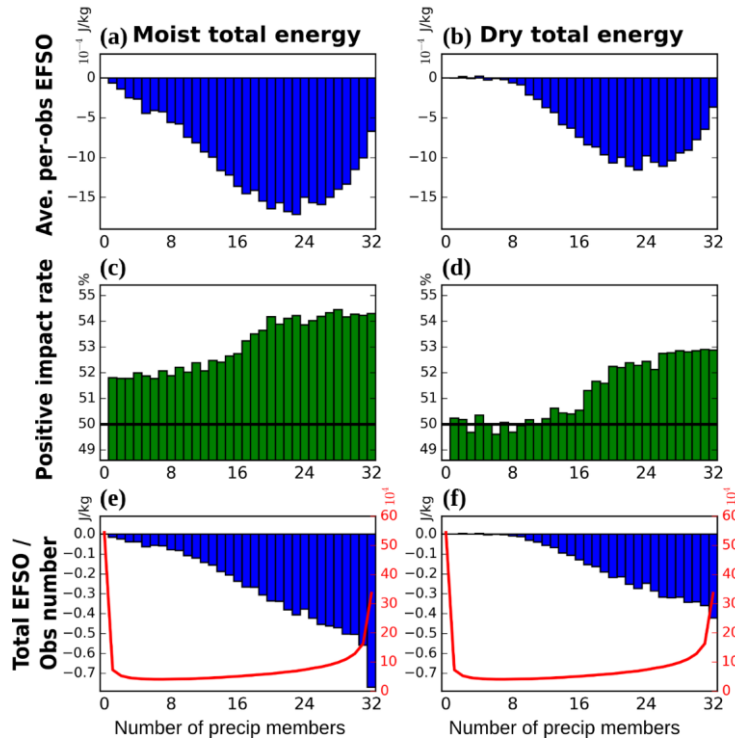 (a) Moist total energy
(b) Dry total energy
10⁻⁴ J/kg
10⁻⁴ J/kg
Ave. per-obs EFSO
0
−5
−10
−15
0
−5
−10
−15
0 8 16 24 32
0 8 16 24 32
(c)
(d)
%
%
Positive impact rate
55
54
53
52
51
50
49
55
54
53
52
51
50
49
0 8 16 24 32
0 8 16 24 32
(e)
(f)
J/kg
J/kg
10⁴
10⁴
Total EFSO /
Obs number
0.0
−0.1
−0.2
−0.3
−0.4
−0.5
−0.6
−0.7
60
50
40
30
20
10
0
0.0
−0.1
−0.2
−0.3
−0.4
−0.5
−0.6
−0.7
60
50
40
30
20
10
0
0 8 16 24 32
0 8 16 24 32
Number of precip members
Number of precip members